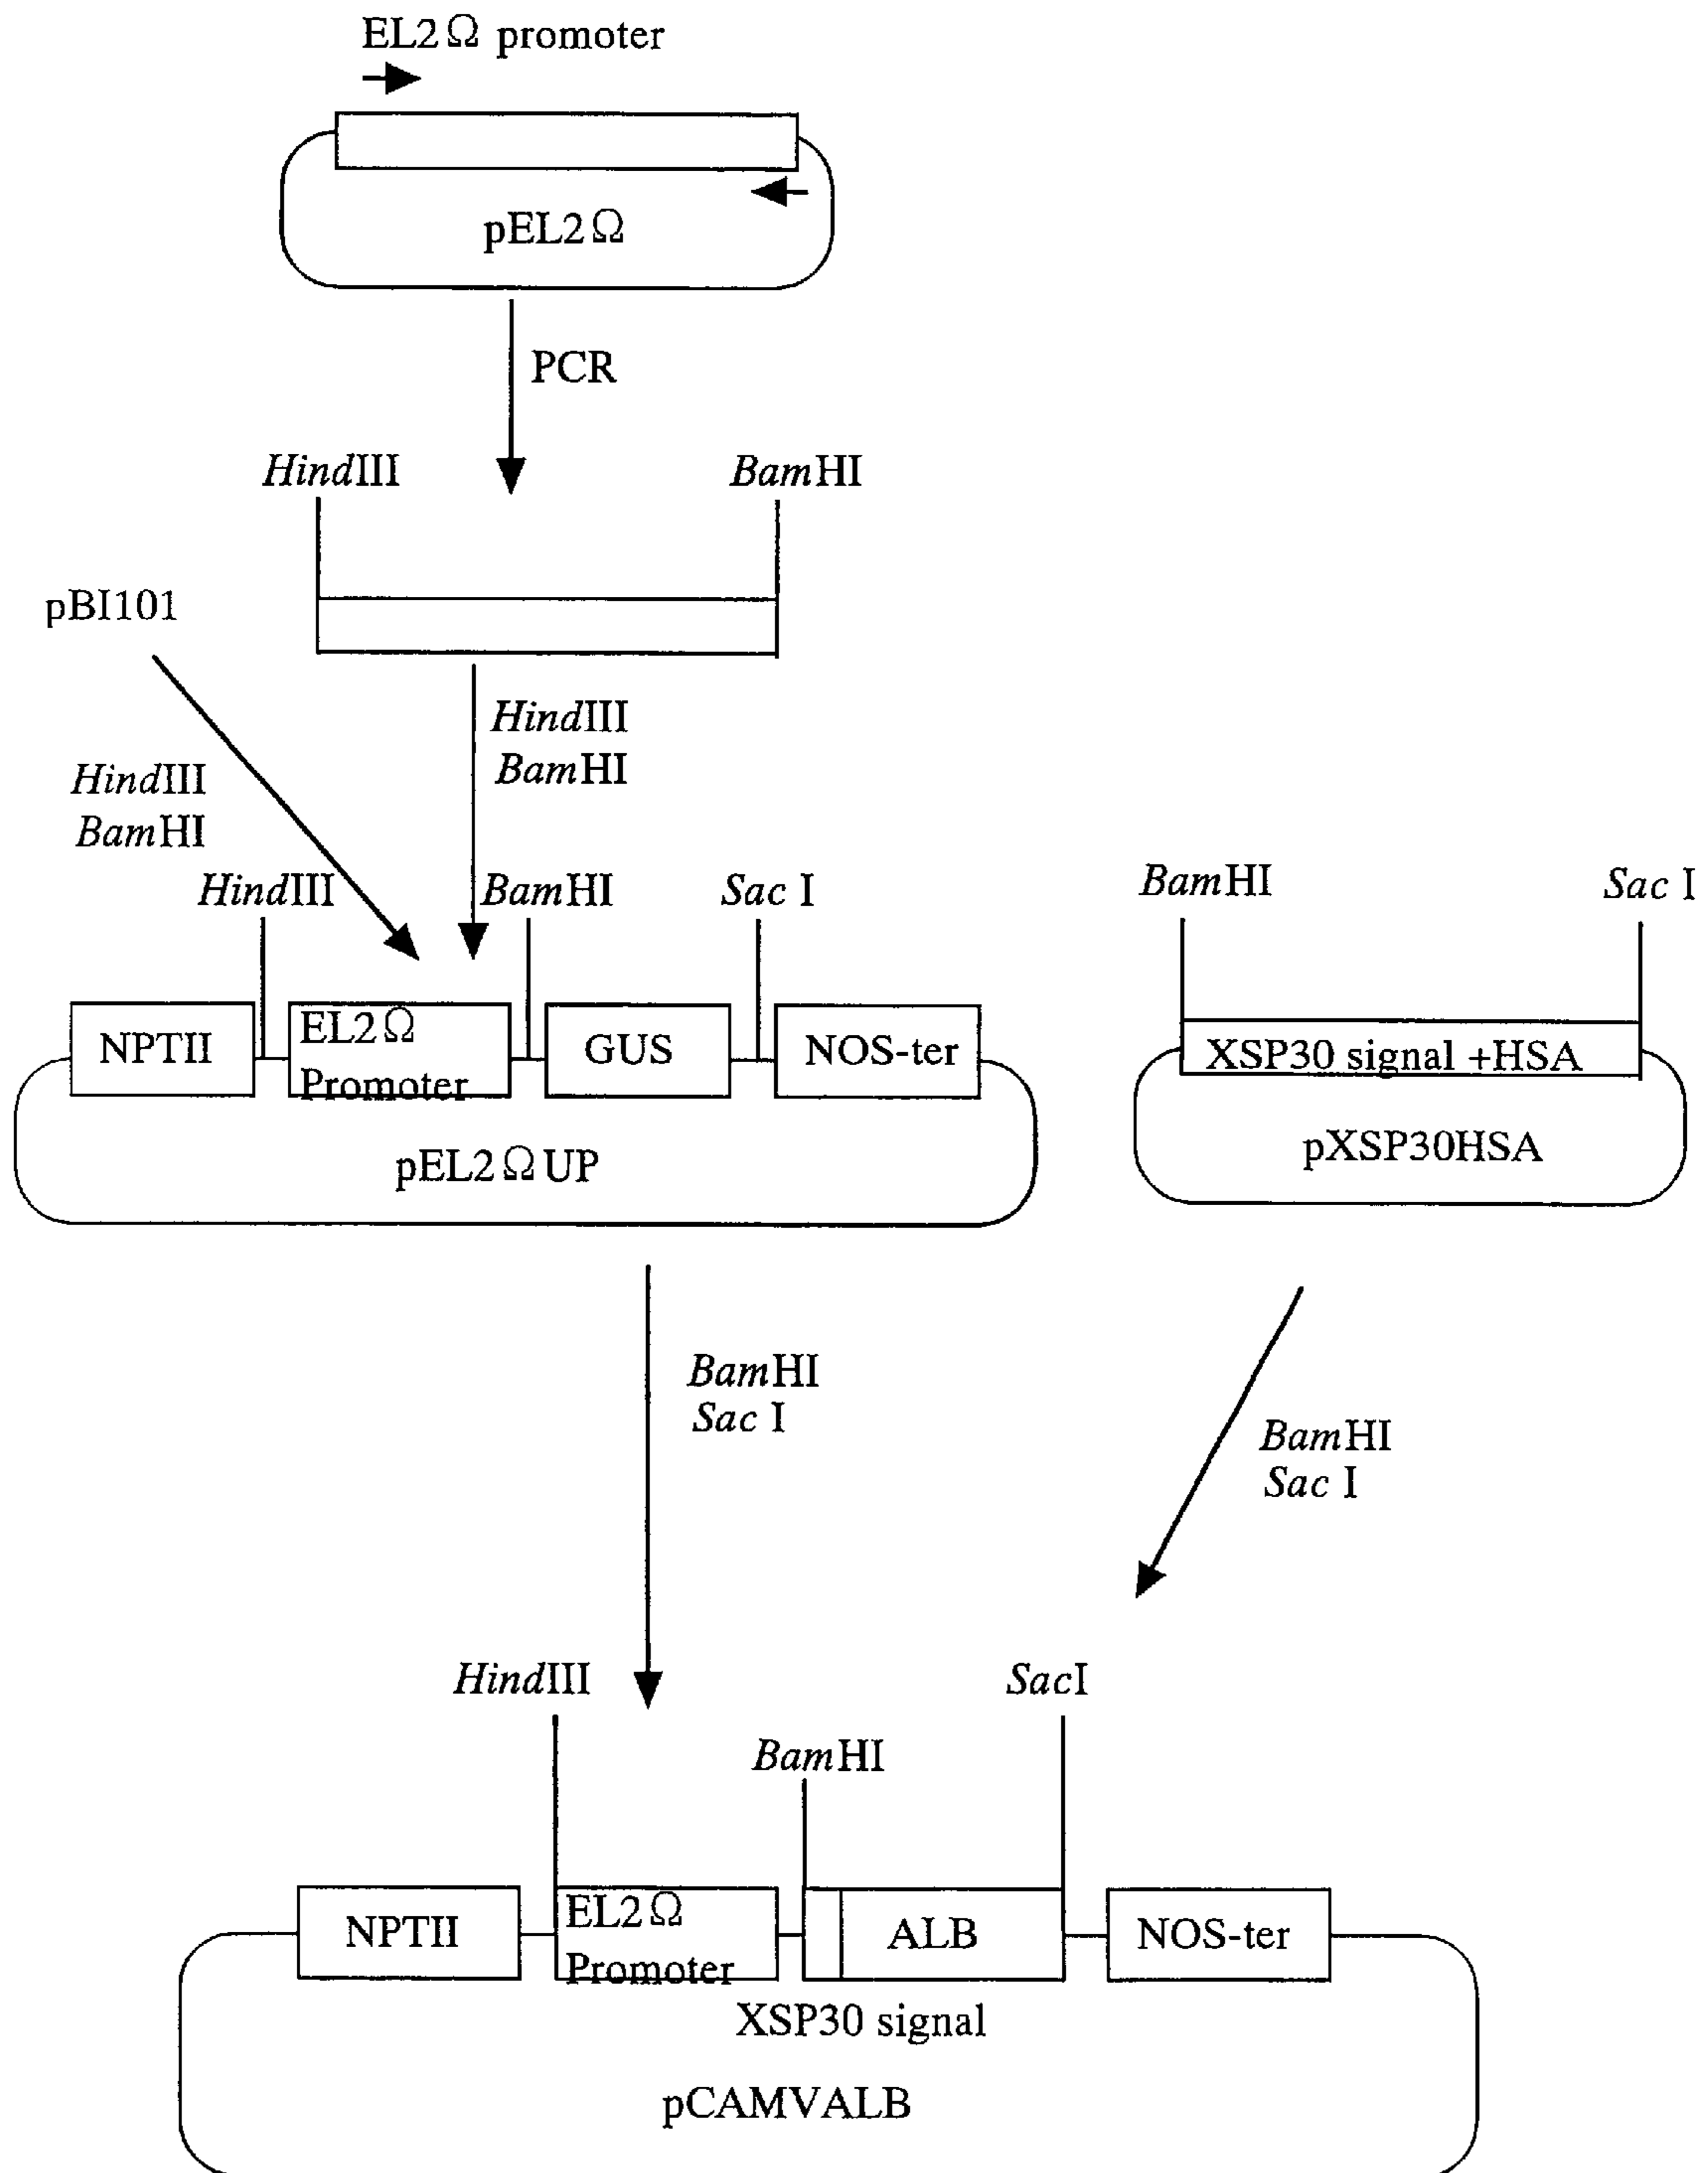 EL2Ω promoter
pEL2Ω
PCR
HindIII
BamHI
pBI101
HindIII
BamHI
HindIII
BamHI
HindIII
BamHI
Sac I
BamHI
Sac I
NPTII
EL2Ω
Promoter
GUS
NOS-ter
XSP30 signal +HSA
pEL2ΩUP
pXSP30HSA
BamHI
Sac I
BamHI
Sac I
HindIII
SacI
BamHI
NPTII
EL2Ω
Promoter
ALB
NOS-ter
XSP30 signal
pCAMVALB